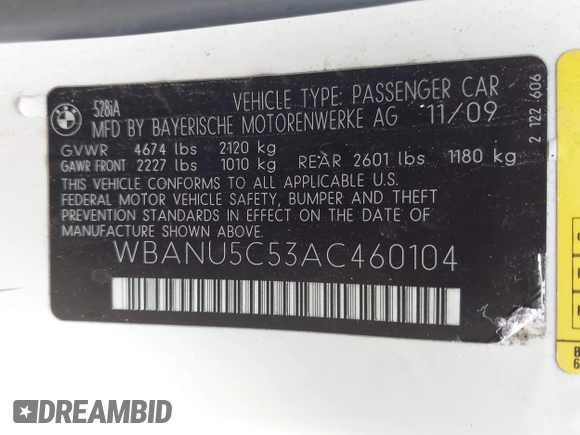 BMW
528iA
VEHICLE TYPE: PASSENGER CAR
MFD BY BAYERISCHE MOTORENWERKE AG 11/09
GVWR 4674 lbs 2120 kg
GAWR FRONT 2227 lbs 1010 kg REAR 2601 lbs 1180 kg
THIS VEHICLE CONFORMS TO ALL APPLICABLE U.S.
FEDERAL MOTOR VEHICLE SAFETY, BUMPER AND THEFT
PREVENTION STANDARDS IN EFFECT ON THE DATE OF
MANUFACTURE SHOWN ABOVE.
WBANU5C53AC460104
2 122 606
DREAMBID